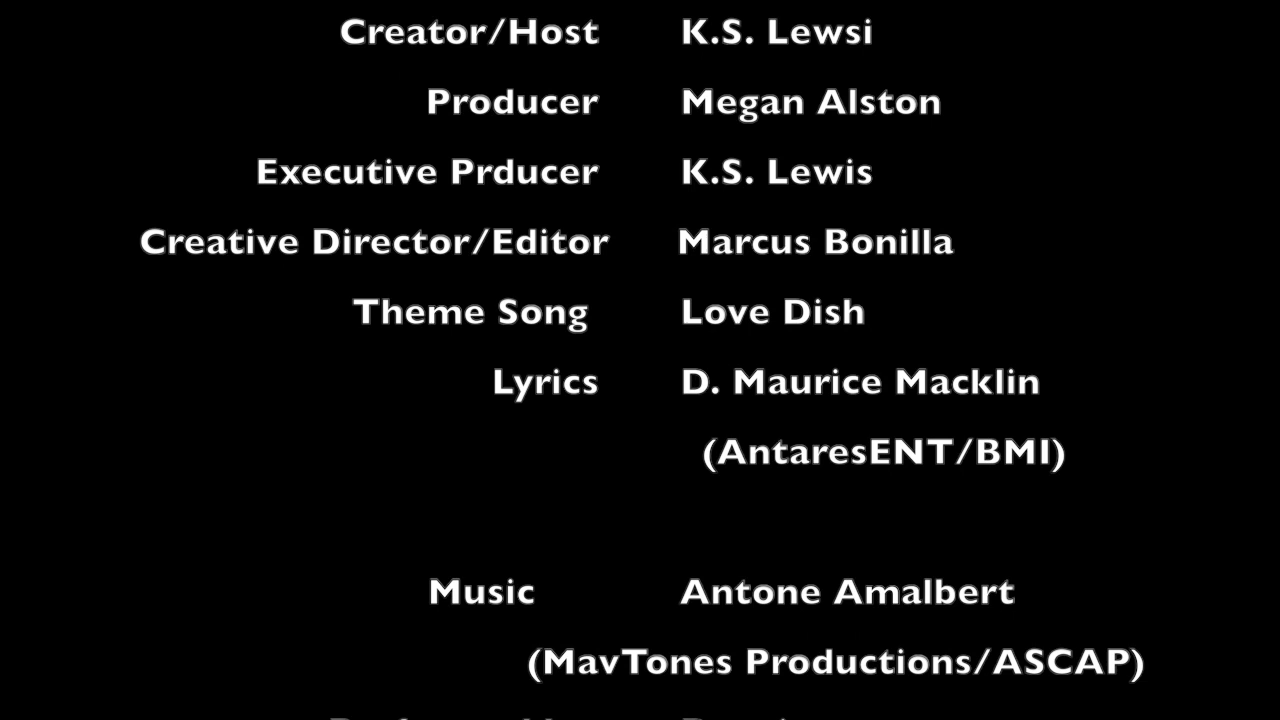 Creator/Host K.S. Lewsi
Producer Megan Alston
Executive Prducer K.S. Lewis
Creative Director/Editor Marcus Bonilla
Theme Song Love Dish
Lyrics D. Maurice Macklin
(AntaresENT/BMI)
Music Antone Amalbert
(MavTones Productions/ASCAP)